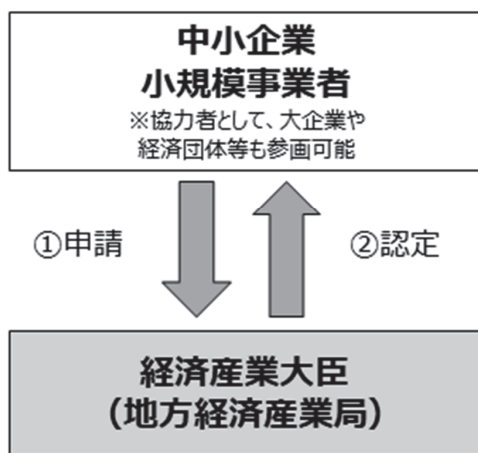 中小企業
小規模事業者
※協力者として、大企業や
経済団体等も参画可能
①申請
②認定
経済産業大臣
(地方経済産業局)